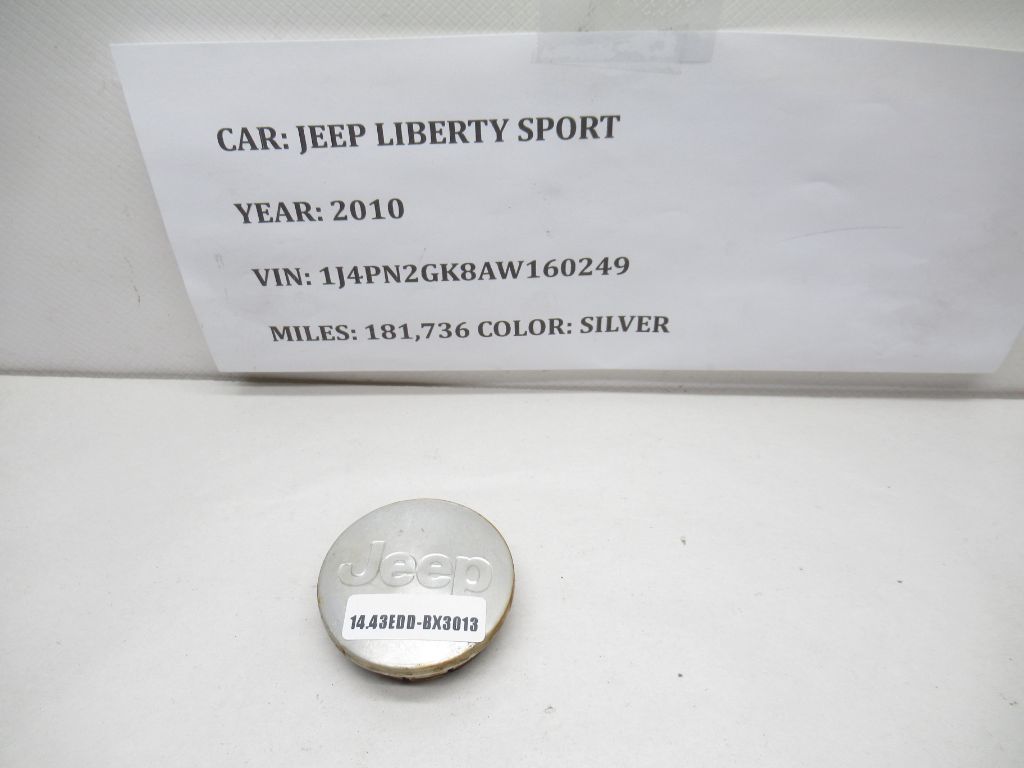 CAR: JEEP LIBERTY SPORT
YEAR: 2010
VIN: 1J4PN2GK8AW160249
MILES: 181,736 COLOR: SILVER
Jeep
14.43EDD-BX3013